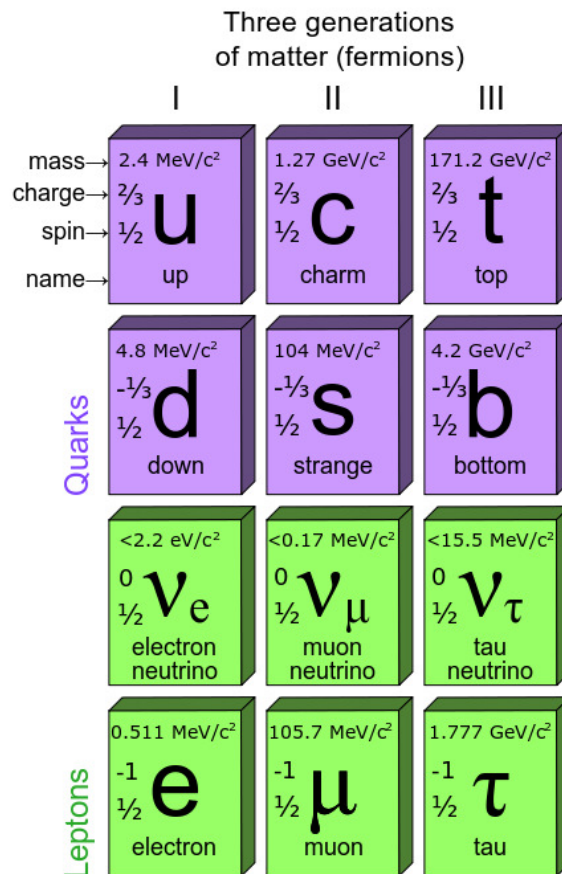 Three generations
of matter (fermions)
I II III
mass→ 2.4 MeV/c² 1.27 GeV/c² 171.2 GeV/c²
charge→ ⅔ ⅔ ⅔
u c t
spin→ ½ ½ ½
name→ up charm top
Quarks
4.8 MeV/c² 104 MeV/c² 4.2 GeV/c²
-⅓ -⅓ -⅓
d s b
½ ½ ½
down strange bottom
<2.2 eV/c² <0.17 MeV/c² <15.5 MeV/c²
0 0 0
νe νμ ντ
½ ½ ½
electron muon tau
neutrino neutrino neutrino
Leptons
0.511 MeV/c² 105.7 MeV/c² 1.777 GeV/c²
-1 -1 -1
e μ τ
½ ½ ½
electron muon tau